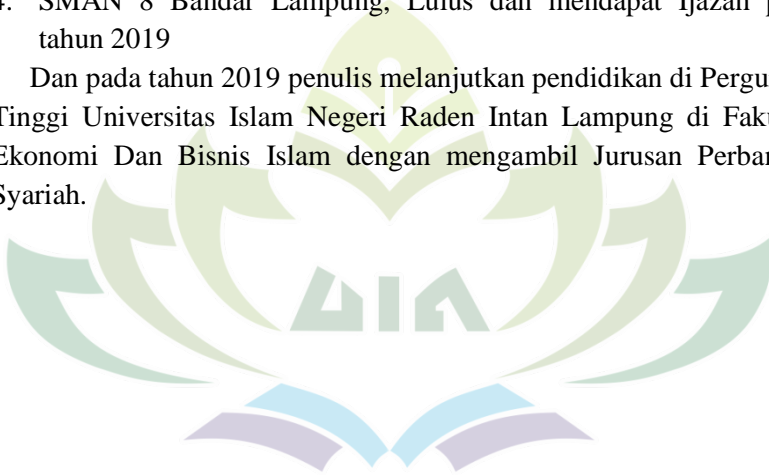 4. SMAN 8 Bandar Lampung, Lulus dan mendapat Ijazah p
tahun 2019
Dan pada tahun 2019 penulis melanjutkan pendidikan di Pergu
Tinggi Universitas Islam Negeri Raden Intan Lampung di Faku
Ekonomi Dan Bisnis Islam dengan mengambil Jurusan Perban
Syariah.
UIN